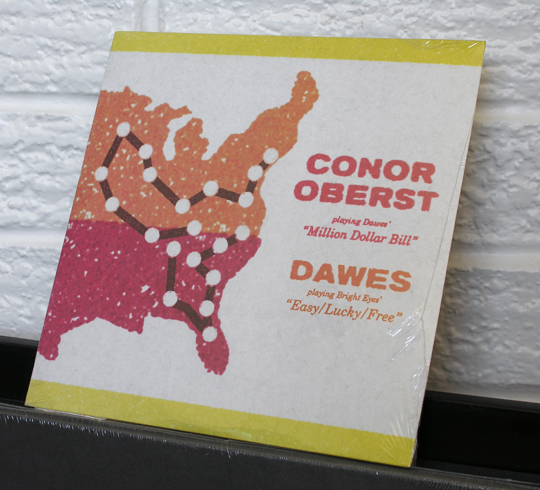 CONOR
OBERST
playing Dawes'
"Million Dollar Bill"
DAWES
playing Bright Eyes'
"Easy/Lucky/Free"